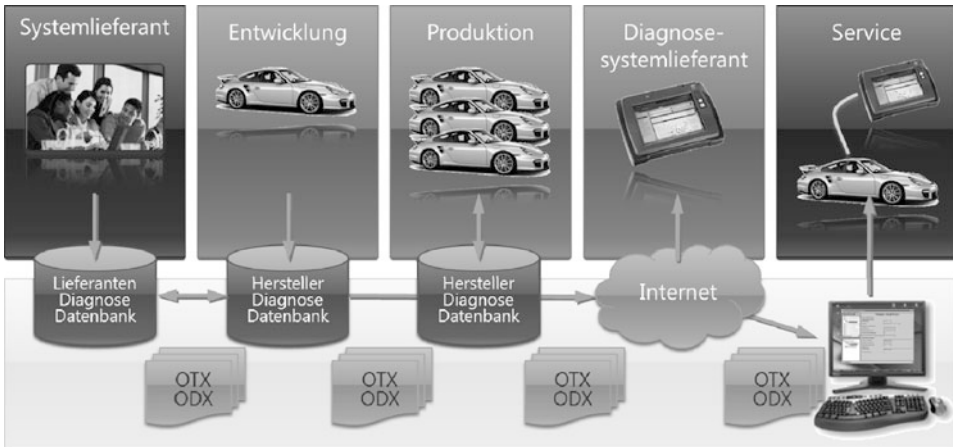 Systemlieferant
Entwicklung
Produktion
Diagnose-
systemlieferant
Service
Lieferanten
Diagnose
Datenbank
Hersteller
Diagnose
Datenbank
Hersteller
Diagnose
Datenbank
Internet
OTX
ODX
OTX
ODX
OTX
ODX
OTX
ODX